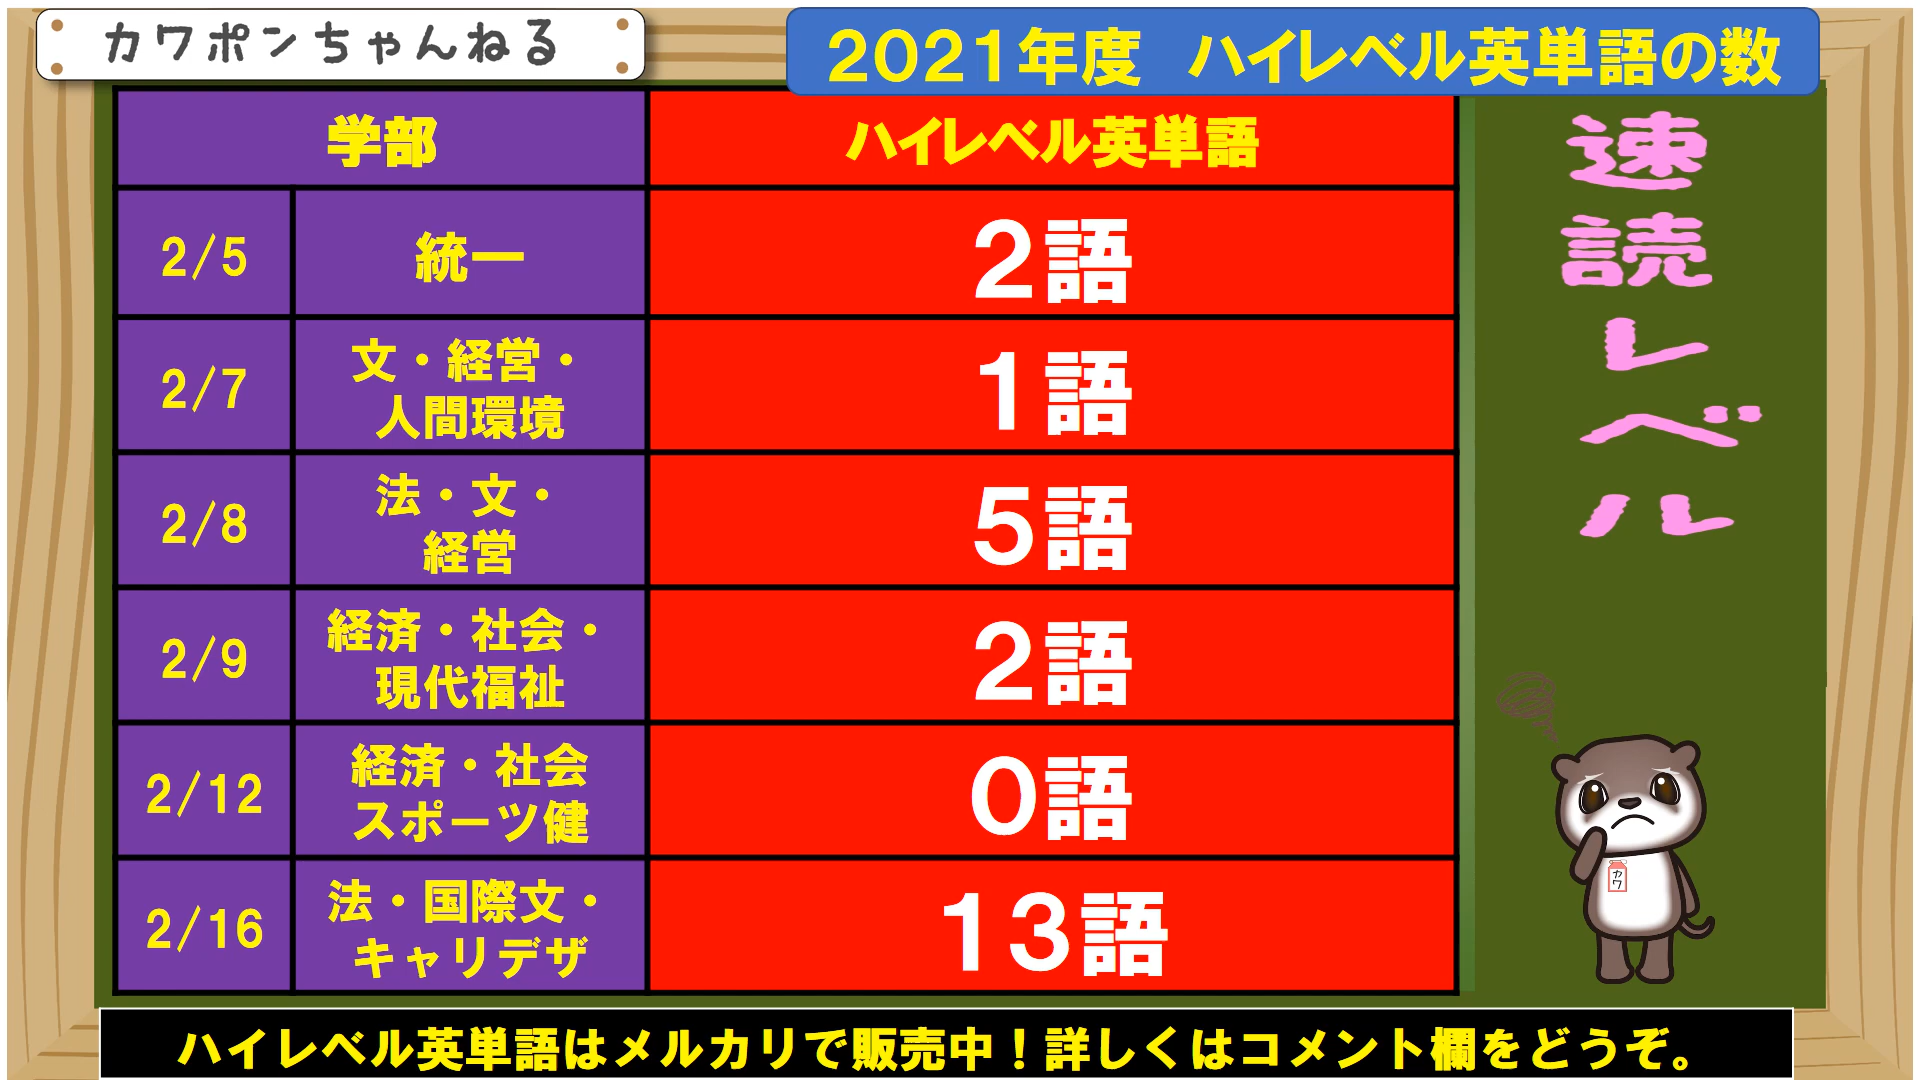 カワポンちゃんねる
2021年度　ハイレベル英単語の数
学部
ハイレベル英単語
2/5
統一
2語
2/7
文・経営・
人間環境
1語
2/8
法・文・
経営
5語
2/9
経済・社会・
現代福祉
2語
2/12
経済・社会
スポーツ健
0語
2/16
法・国際文・
キャリデザ
13語
速読レベル
カワ
ハイレベル英単語はメルカリで販売中！詳しくはコメント欄をどうぞ。